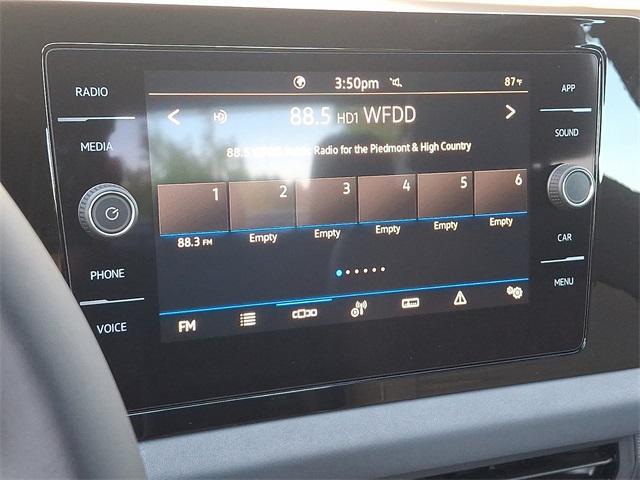 RADIO
MEDIA
PHONE
VOICE
3:50pm
87°F
88.5 HD1 WFDD
88.5 WFDD Public Radio for the Piedmont & High Country
1 2 3 4 5 6
88.3 FM Empty Empty Empty Empty Empty
FM
APP
SOUND
CAR
MENU